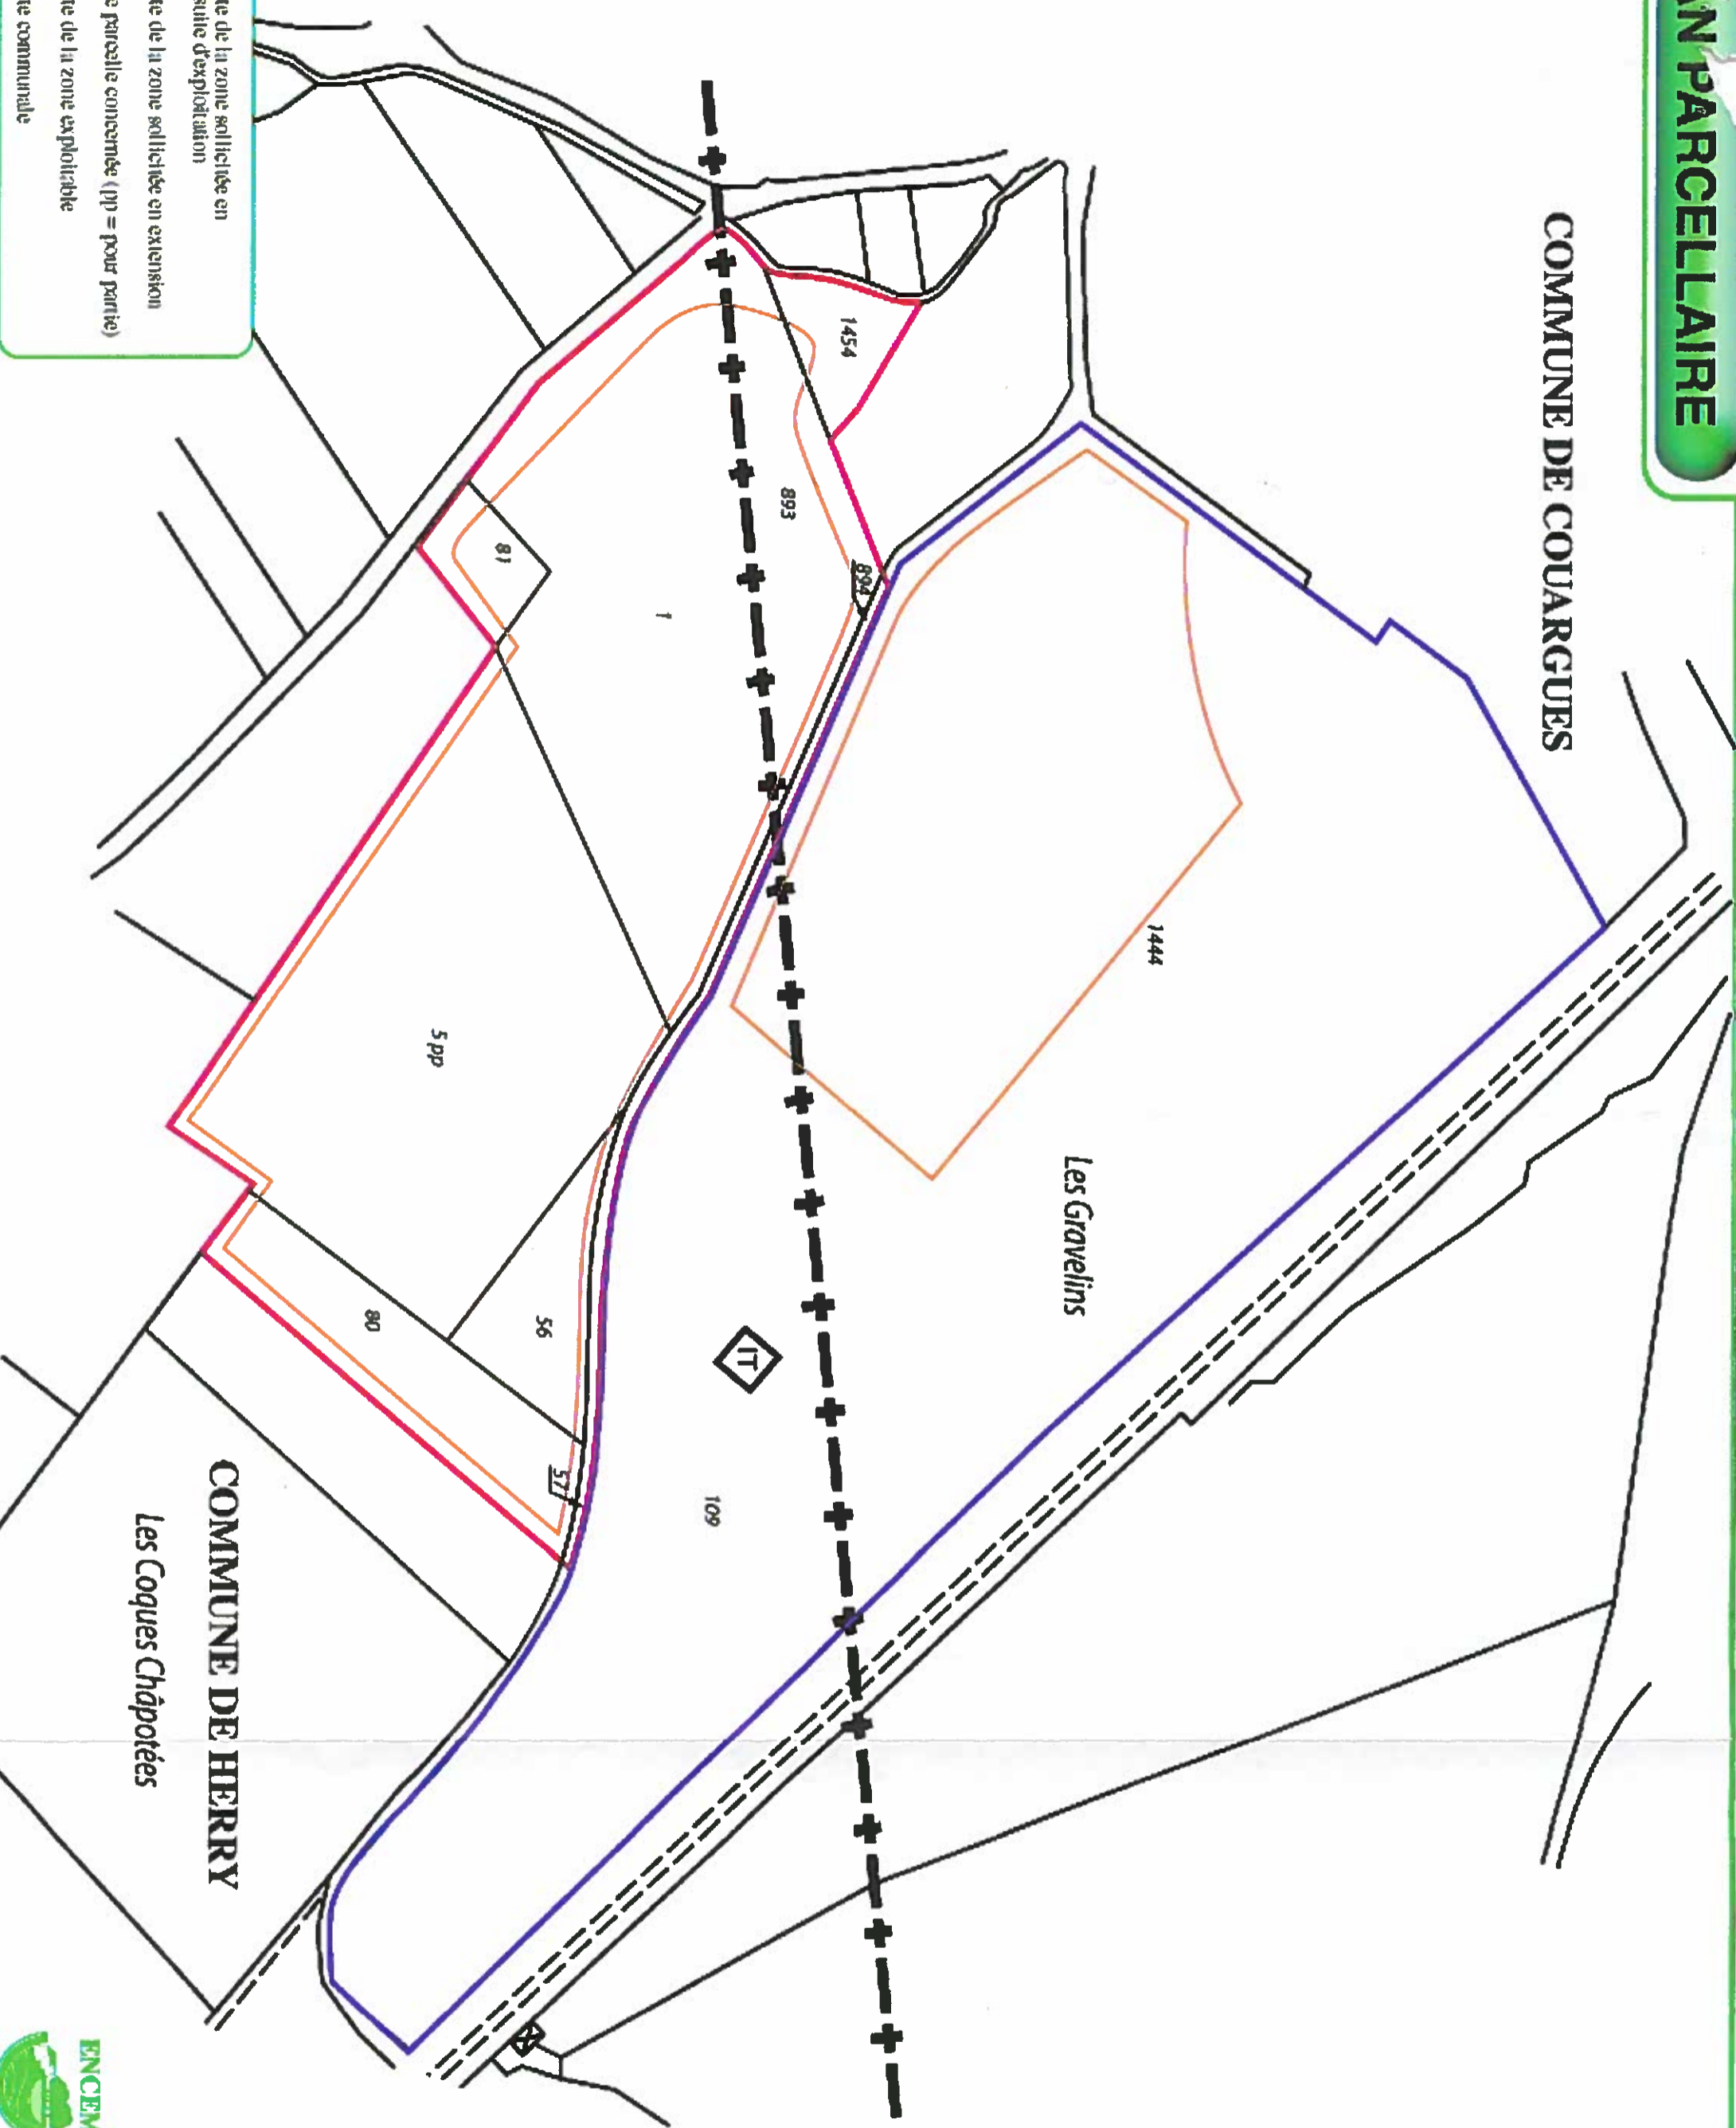 AN PARCELLAIRE
COMMUNE DE COUARGUES
1454
893
894
81
1
1444
Les Gravelins
5 pp
56
80
57
IT
109
COMMUNE DE HERRY
Les Coques Châpotées
te de la zone sollicitée en
suite d'exploitation
te de la zone sollicitée en extension
e parcelle concernée (pp = pour partie)
te de la zone exploitable
te communale
ENCEM